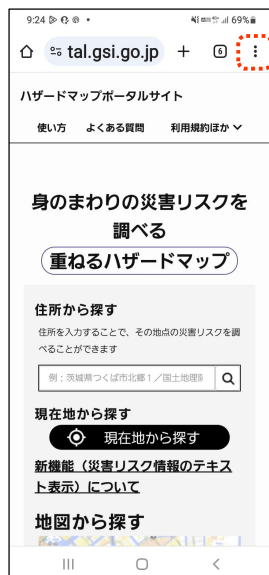 9:24 69%
tal.gsi.go.jp + 6
ハザードマップポータルサイト
使い方 よくある質問 利用規約ほか
身のまわりの災害リスクを
調べる
重ねるハザードマップ
住所から探す
住所を入力することで、その地点の災害リスクを調
べることができます
例：茨城県つくば市北郷１／国土地理院
現在地から探す
現在地から探す
新機能（災害リスク情報のテキス
ト表示）について
地図から探す